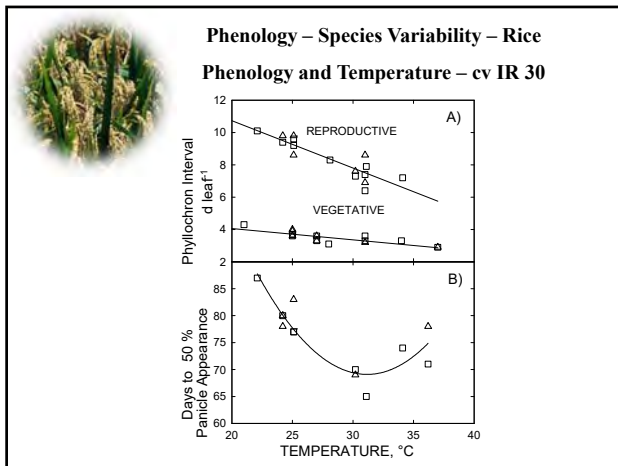 Phenology – Species Variability – Rice
Phenology and Temperature – cv IR 30
A)
REPRODUCTIVE
VEGETATIVE
Phyllochron Interval
d leaf-1
12
10
8
6
4
2
B)
Days to 50 %
Panicle Appearance
85
80
75
70
65
60
20
25
30
35
40
TEMPERATURE, °C